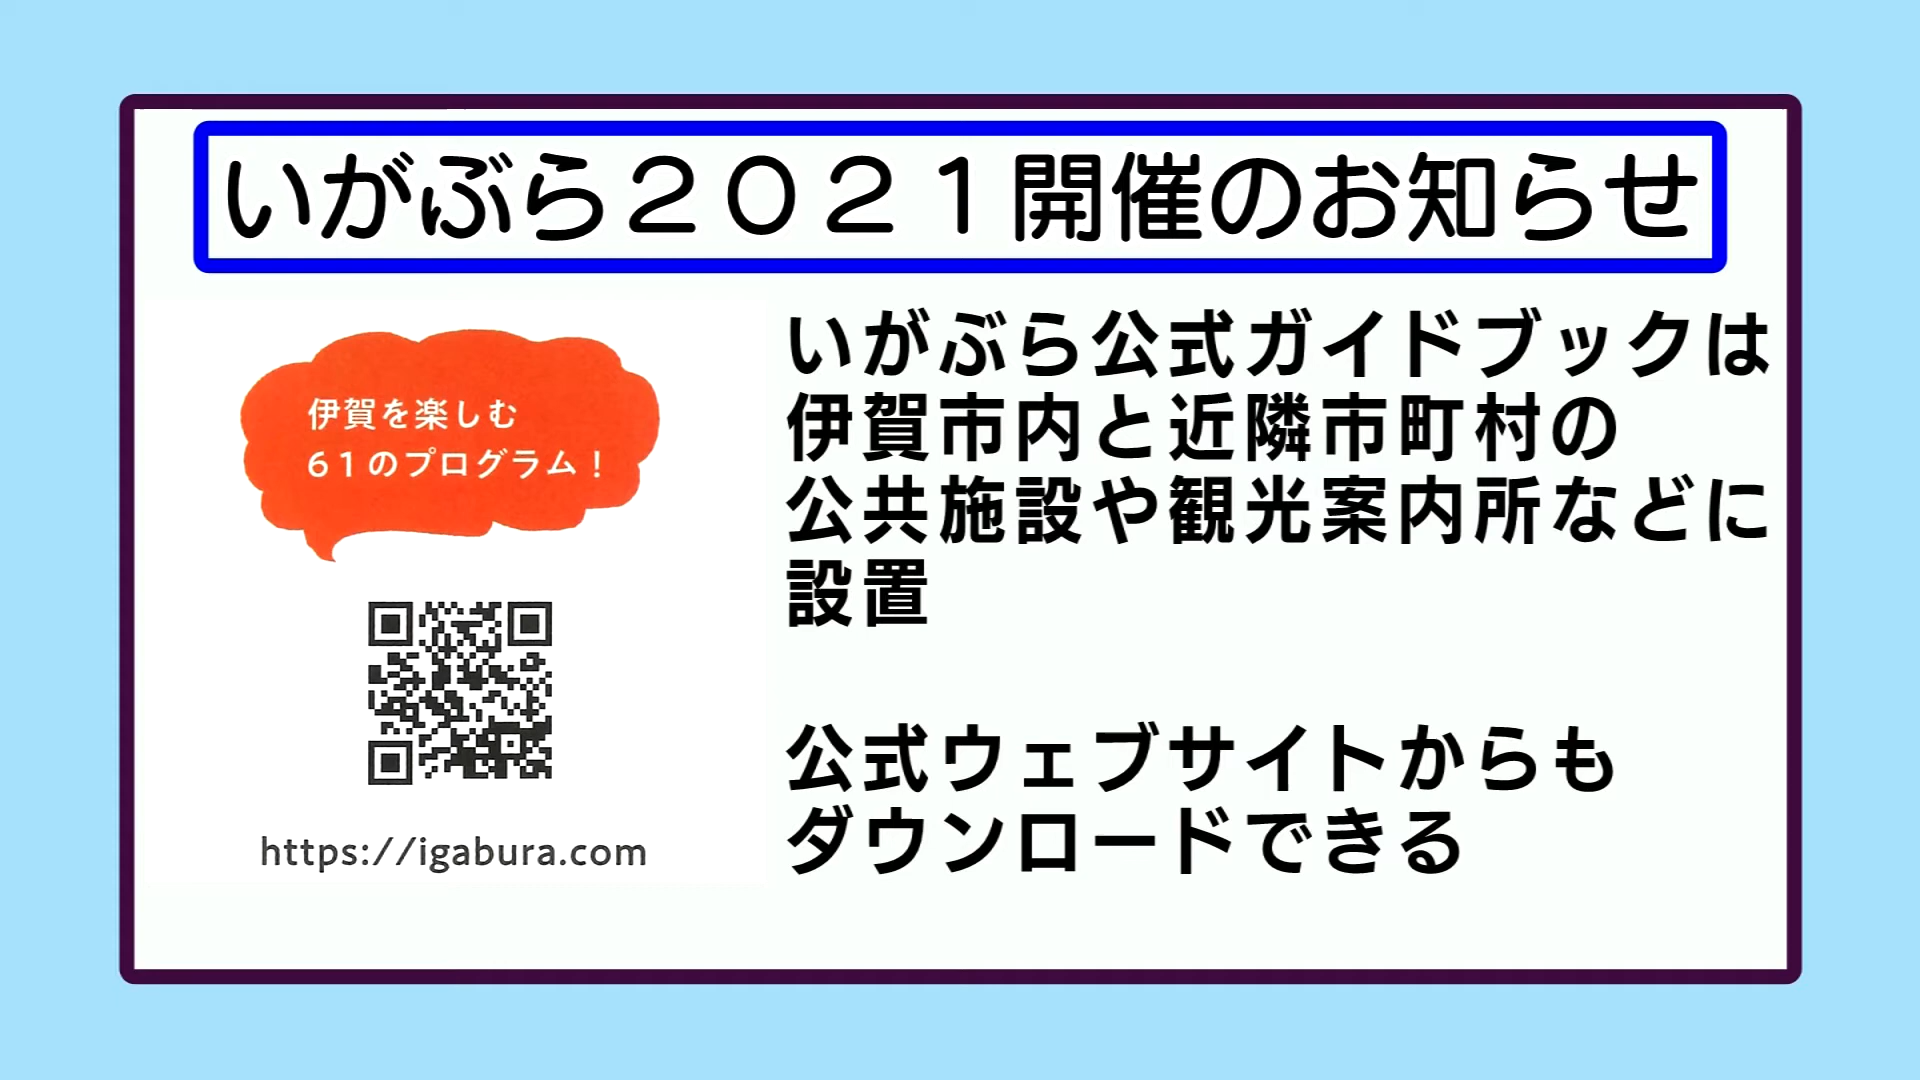 いがぶら２０２１開催のお知らせ
伊賀を楽しむ
61のプログラム！
https://igabura.com
いがぶら公式ガイドブックは
伊賀市内と近隣市町村の
公共施設や観光案内所などに
設置
公式ウェブサイトからも
ダウンロードできる